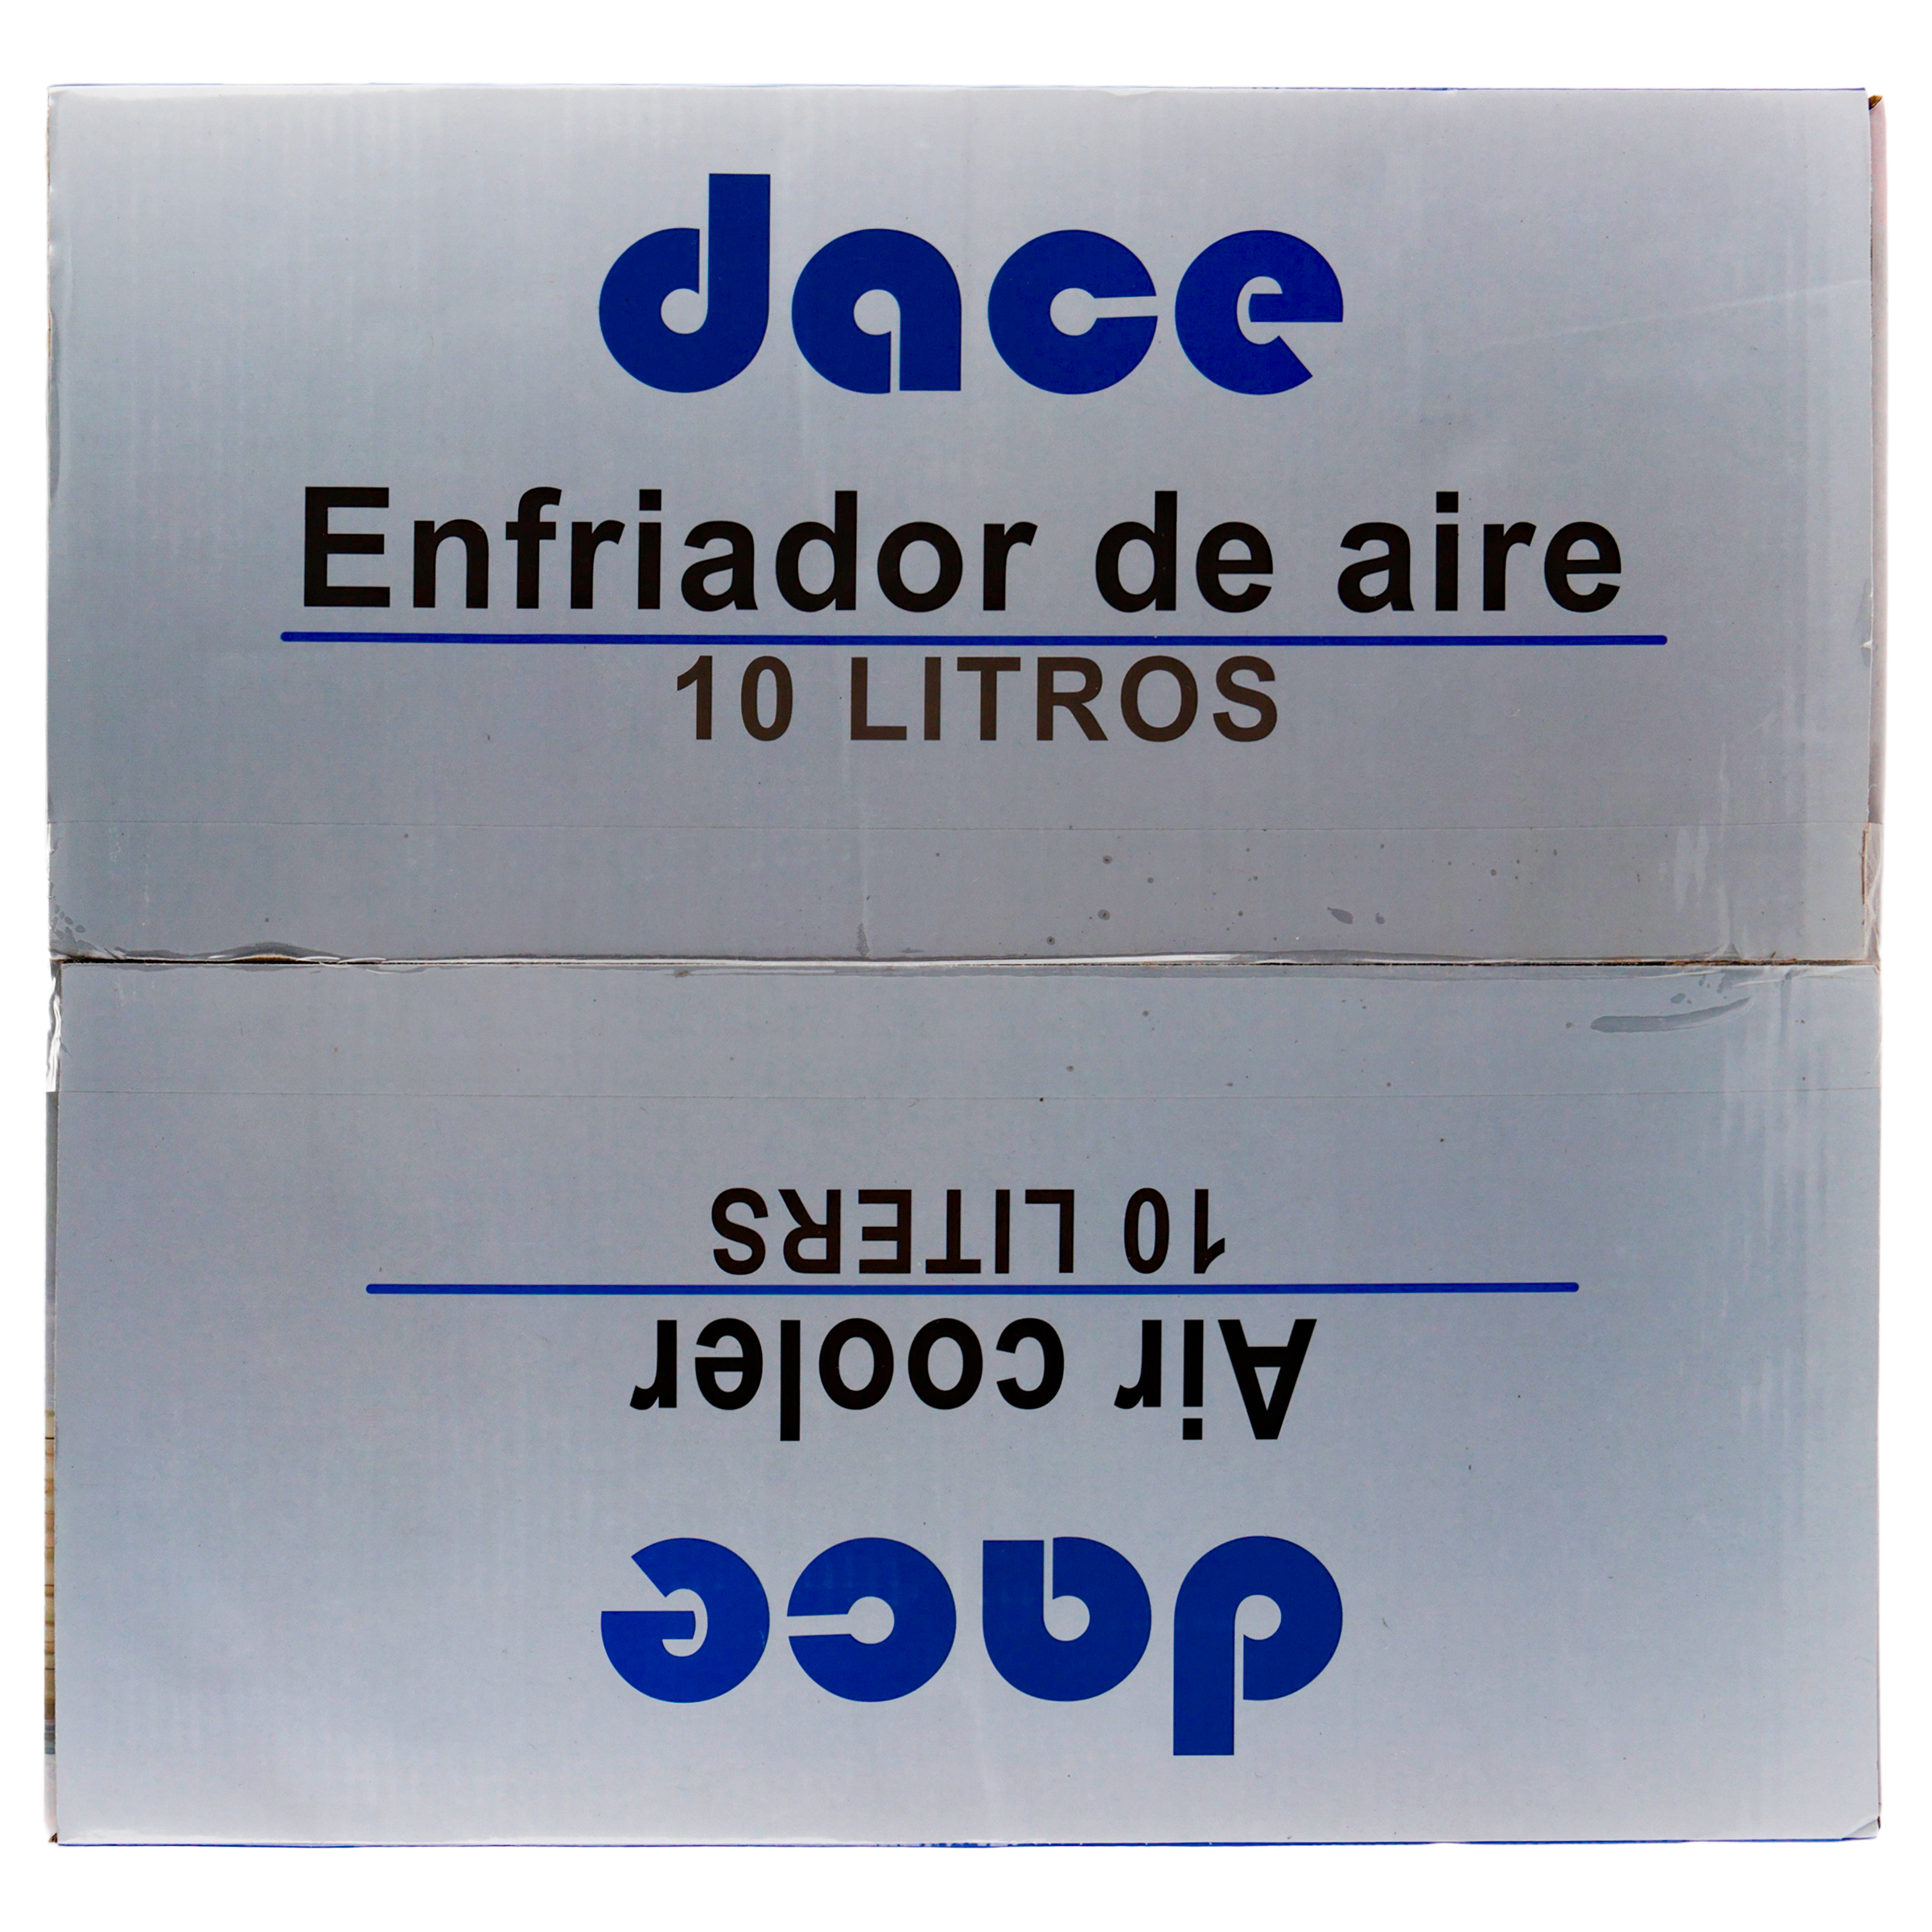 dace
Enfriador de aire
10 LITROS
dace
Air cooler
10 LITERS